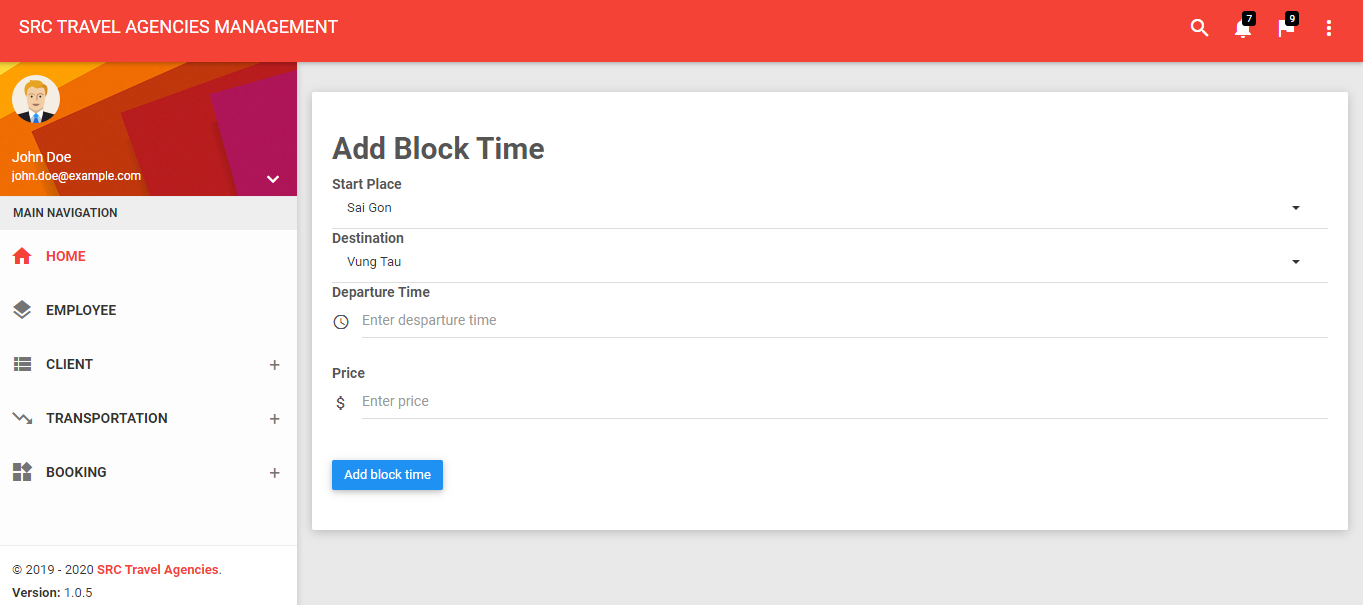 SRC TRAVEL AGENCIES MANAGEMENT
7
9
John Doe
john.doe@example.com
MAIN NAVIGATION
HOME
EMPLOYEE
CLIENT +
TRANSPORTATION +
BOOKING +
© 2019 - 2020 SRC Travel Agencies.
Version: 1.0.5
Add Block Time
Start Place
Sai Gon
Destination
Vung Tau
Departure Time
Enter desparture time
Price
$ Enter price
Add block time